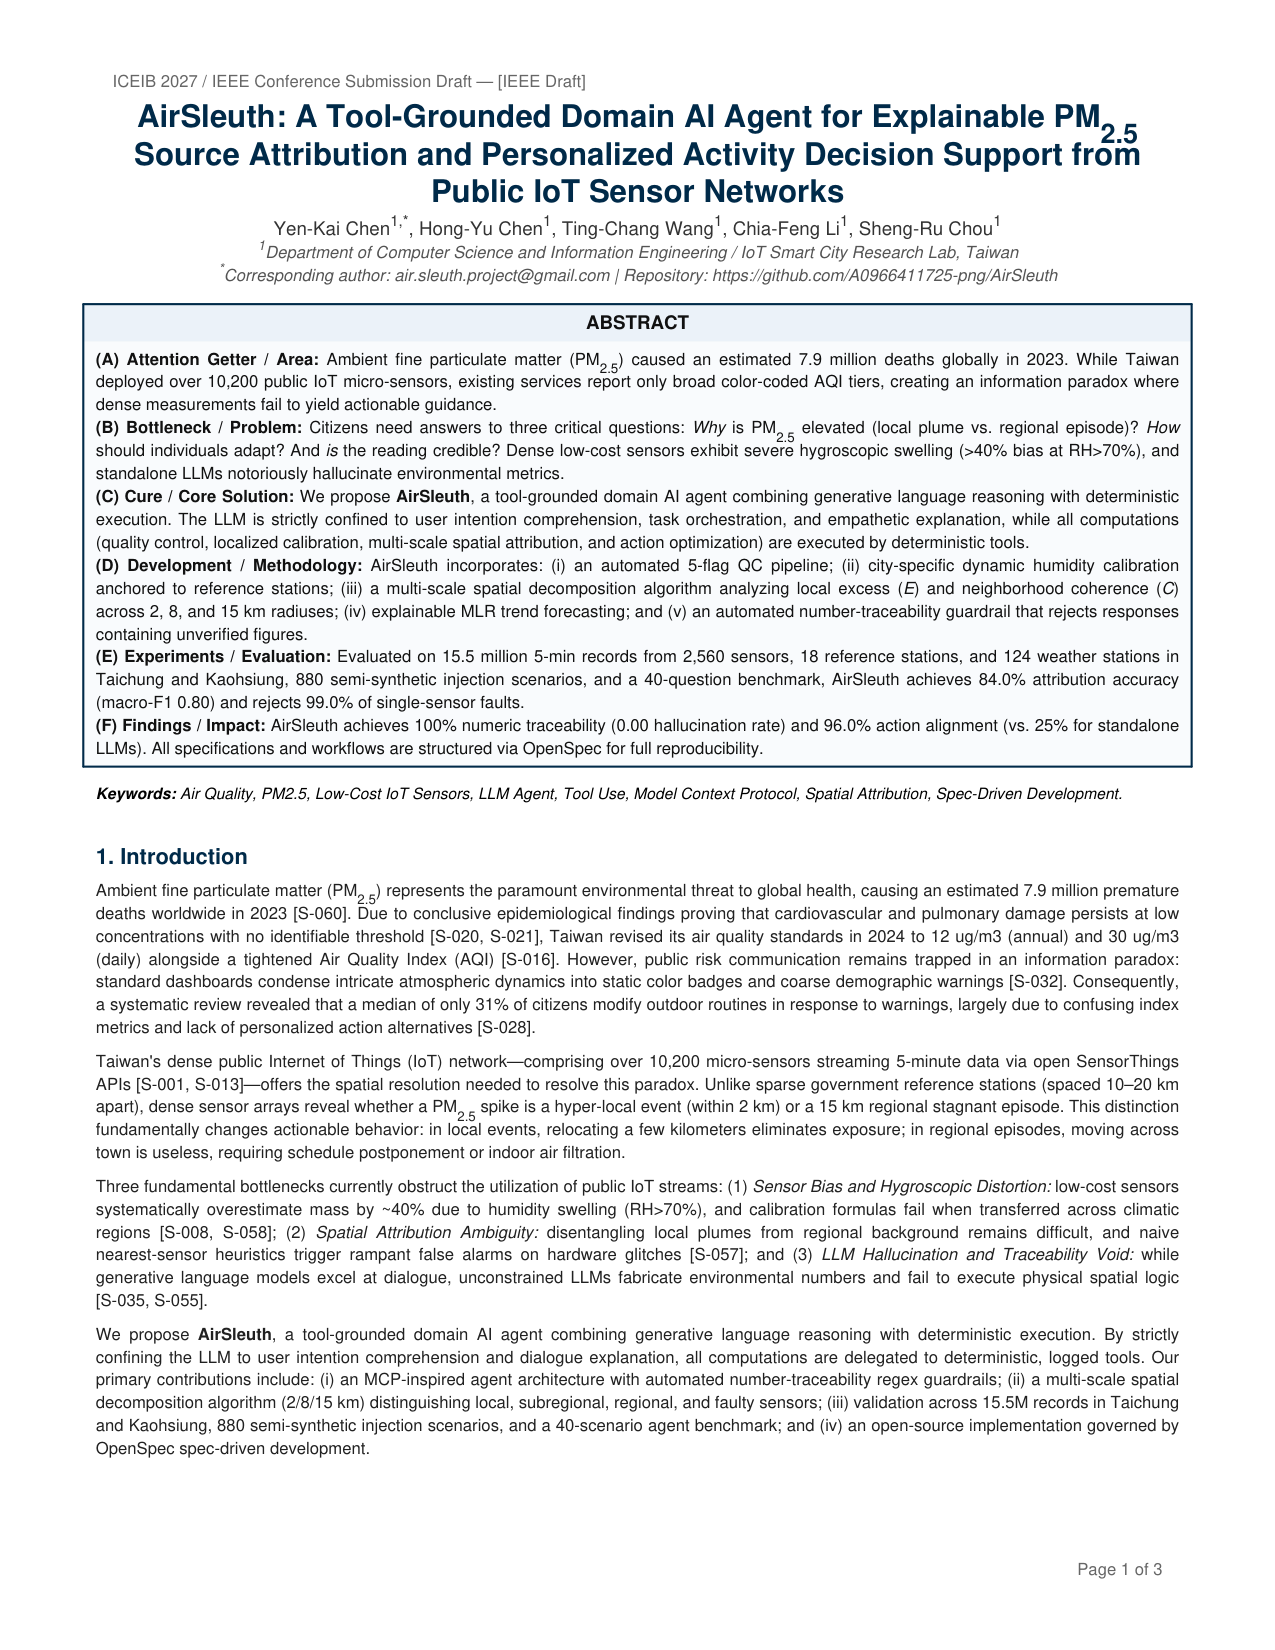 ICEIB 2027 / IEEE Conference Submission Draft — [IEEE Draft]
AirSleuth: A Tool-Grounded Domain AI Agent for Explainable PM2.5
Source Attribution and Personalized Activity Decision Support from
Public IoT Sensor Networks
Yen-Kai Chen1,*, Hong-Yu Chen1, Ting-Chang Wang1, Chia-Feng Li1, Sheng-Ru Chou1
1Department of Computer Science and Information Engineering / IoT Smart City Research Lab, Taiwan
*Corresponding author: air.sleuth.project@gmail.com | Repository: https://github.com/A0966411725-png/AirSleuth
ABSTRACT
(A) Attention Getter / Area: Ambient fine particulate matter (PM2.5) caused an estimated 7.9 million deaths globally in 2023. While Taiwan
deployed over 10,200 public IoT micro-sensors, existing services report only broad color-coded AQI tiers, creating an information paradox where
dense measurements fail to yield actionable guidance.
(B) Bottleneck / Problem: Citizens need answers to three critical questions: Why is PM2.5 elevated (local plume vs. regional episode)? How
should individuals adapt? And is the reading credible? Dense low-cost sensors exhibit severe hygroscopic swelling (>40% bias at RH>70%), and
standalone LLMs notoriously hallucinate environmental metrics.
(C) Cure / Core Solution: We propose AirSleuth, a tool-grounded domain AI agent combining generative language reasoning with deterministic
execution. The LLM is strictly confined to user intention comprehension, task orchestration, and empathetic explanation, while all computations
(quality control, localized calibration, multi-scale spatial attribution, and action optimization) are executed by deterministic tools.
(D) Development / Methodology: AirSleuth incorporates: (i) an automated 5-flag QC pipeline; (ii) city-specific dynamic humidity calibration
anchored to reference stations; (iii) a multi-scale spatial decomposition algorithm analyzing local excess (E) and neighborhood coherence (C)
across 2, 8, and 15 km radiuses; (iv) explainable MLR trend forecasting; and (v) an automated number-traceability guardrail that rejects responses
containing unverified figures.
(E) Experiments / Evaluation: Evaluated on 15.5 million 5-min records from 2,560 sensors, 18 reference stations, and 124 weather stations in
Taichung and Kaohsiung, 880 semi-synthetic injection scenarios, and a 40-question benchmark, AirSleuth achieves 84.0% attribution accuracy
(macro-F1 0.80) and rejects 99.0% of single-sensor faults.
(F) Findings / Impact: AirSleuth achieves 100% numeric traceability (0.00 hallucination rate) and 96.0% action alignment (vs. 25% for standalone
LLMs). All specifications and workflows are structured via OpenSpec for full reproducibility.
Keywords: Air Quality, PM2.5, Low-Cost IoT Sensors, LLM Agent, Tool Use, Model Context Protocol, Spatial Attribution, Spec-Driven Development.
1. Introduction
Ambient fine particulate matter (PM2.5) represents the paramount environmental threat to global health, causing an estimated 7.9 million premature
deaths worldwide in 2023 [S-060]. Due to conclusive epidemiological findings proving that cardiovascular and pulmonary damage persists at low
concentrations with no identifiable threshold [S-020, S-021], Taiwan revised its air quality standards in 2024 to 12 ug/m3 (annual) and 30 ug/m3
(daily) alongside a tightened Air Quality Index (AQI) [S-016]. However, public risk communication remains trapped in an information paradox:
standard dashboards condense intricate atmospheric dynamics into static color badges and coarse demographic warnings [S-032]. Consequently,
a systematic review revealed that a median of only 31% of citizens modify outdoor routines in response to warnings, largely due to confusing index
metrics and lack of personalized action alternatives [S-028].
Taiwan's dense public Internet of Things (IoT) network—comprising over 10,200 micro-sensors streaming 5-minute data via open SensorThings
APIs [S-001, S-013]—offers the spatial resolution needed to resolve this paradox. Unlike sparse government reference stations (spaced 10–20 km
apart), dense sensor arrays reveal whether a PM2.5 spike is a hyper-local event (within 2 km) or a 15 km regional stagnant episode. This distinction
fundamentally changes actionable behavior: in local events, relocating a few kilometers eliminates exposure; in regional episodes, moving across
town is useless, requiring schedule postponement or indoor air filtration.
Three fundamental bottlenecks currently obstruct the utilization of public IoT streams: (1) Sensor Bias and Hygroscopic Distortion: low-cost sensors
systematically overestimate mass by ~40% due to humidity swelling (RH>70%), and calibration formulas fail when transferred across climatic
regions [S-008, S-058]; (2) Spatial Attribution Ambiguity: disentangling local plumes from regional background remains difficult, and naive
nearest-sensor heuristics trigger rampant false alarms on hardware glitches [S-057]; and (3) LLM Hallucination and Traceability Void: while
generative language models excel at dialogue, unconstrained LLMs fabricate environmental numbers and fail to execute physical spatial logic
[S-035, S-055].
We propose AirSleuth, a tool-grounded domain AI agent combining generative language reasoning with deterministic execution. By strictly
confining the LLM to user intention comprehension and dialogue explanation, all computations are delegated to deterministic, logged tools. Our
primary contributions include: (i) an MCP-inspired agent architecture with automated number-traceability regex guardrails; (ii) a multi-scale spatial
decomposition algorithm (2/8/15 km) distinguishing local, subregional, regional, and faulty sensors; (iii) validation across 15.5M records in Taichung
and Kaohsiung, 880 semi-synthetic injection scenarios, and a 40-scenario agent benchmark; and (iv) an open-source implementation governed by
OpenSpec spec-driven development.
Page 1 of 3